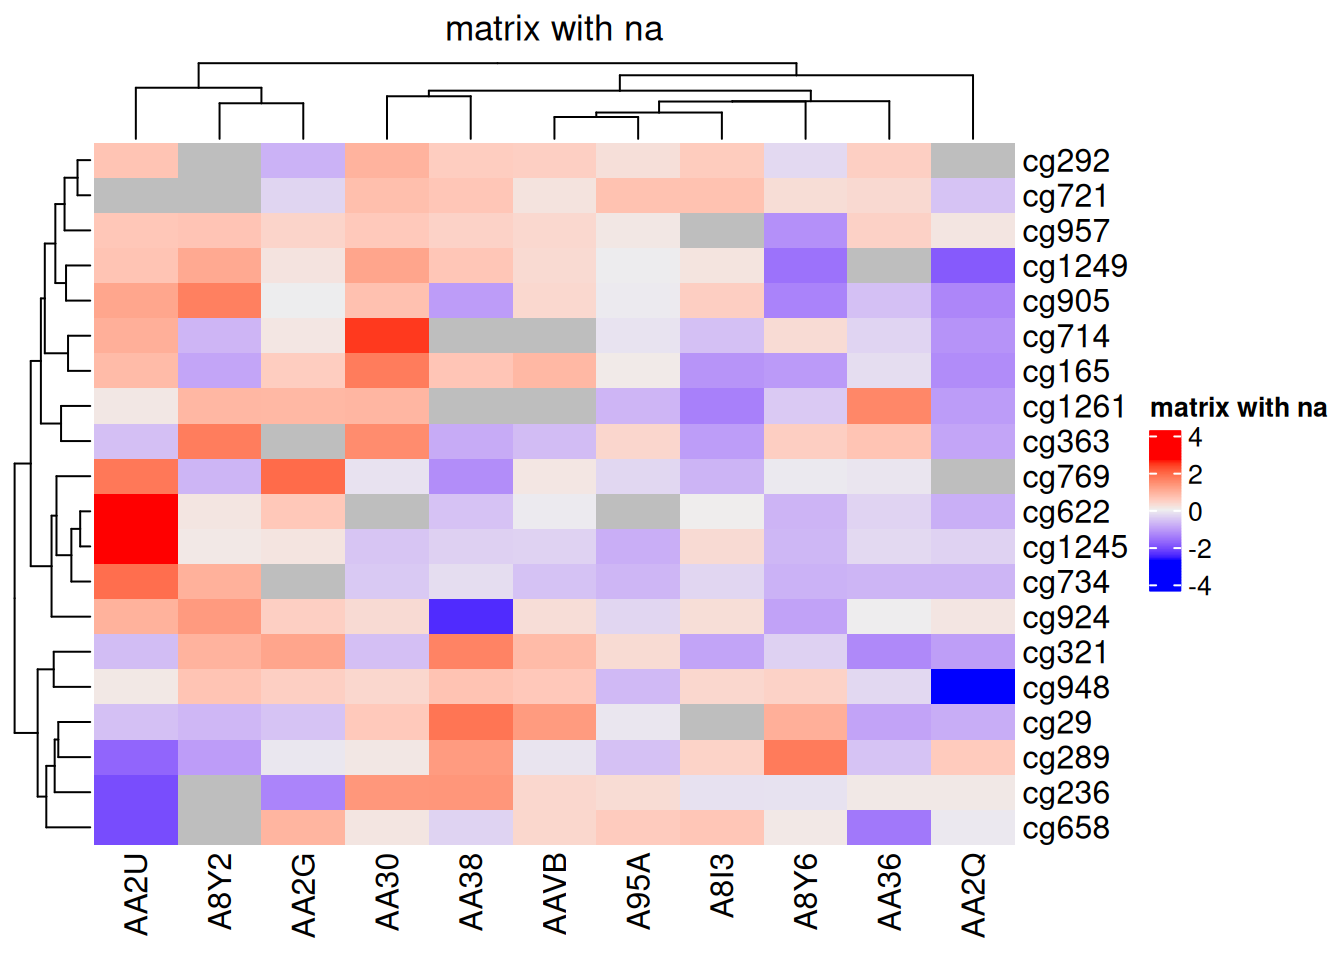 matrix with na
cg292
cg721
cg957
cg1249
cg905
cg714
cg165
cg1261
cg363
cg769
cg622
cg1245
cg734
cg924
cg321
cg948
cg29
cg289
cg236
cg658
matrix with na
4
2
0
-2
-4
AA2U
A8Y2
AA2G
AA30
AA38
AAVB
A95A
A8I3
A8Y6
AA36
AA2Q